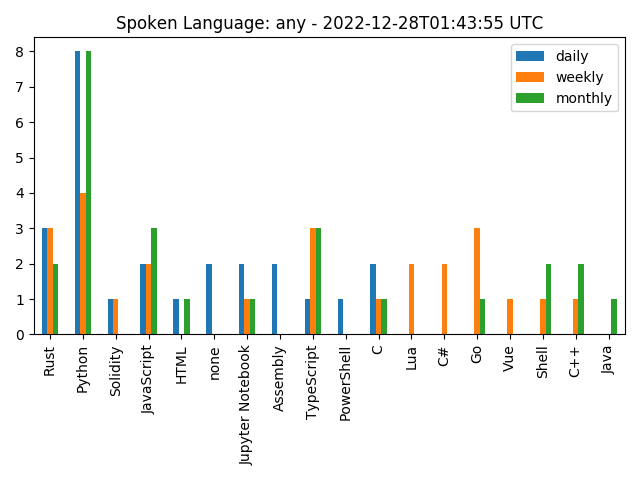 Spoken Language: any - 2022-12-28T01:43:55 UTC
daily
weekly
monthly
8
7
6
5
4
3
2
1
0
Rust
Python
Solidity
JavaScript
HTML
none
Jupyter Notebook
Assembly
TypeScript
PowerShell
C
Lua
C#
Go
Vue
Shell
C++
Java